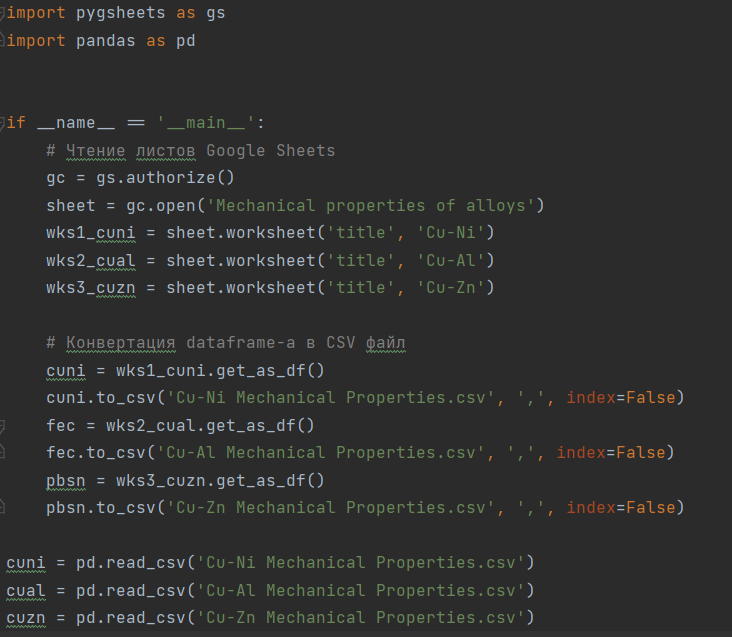 import pygsheets as gs
import pandas as pd
if __name__ == '__main__':
# Чтение листов Google Sheets
gc = gs.authorize()
sheet = gc.open('Mechanical properties of alloys')
wks1_cuni = sheet.worksheet('title', 'Cu-Ni')
wks2_cual = sheet.worksheet('title', 'Cu-Al')
wks3_cuzn = sheet.worksheet('title', 'Cu-Zn')
# Конвертация dataframe-а в CSV файл
cuni = wks1_cuni.get_as_df()
cuni.to_csv('Cu-Ni Mechanical Properties.csv', ',', index=False)
fec = wks2_cual.get_as_df()
fec.to_csv('Cu-Al Mechanical Properties.csv', ',', index=False)
pbsn = wks3_cuzn.get_as_df()
pbsn.to_csv('Cu-Zn Mechanical Properties.csv', ',', index=False)
cuni = pd.read_csv('Cu-Ni Mechanical Properties.csv')
cual = pd.read_csv('Cu-Al Mechanical Properties.csv')
cuzn = pd.read_csv('Cu-Zn Mechanical Properties.csv')